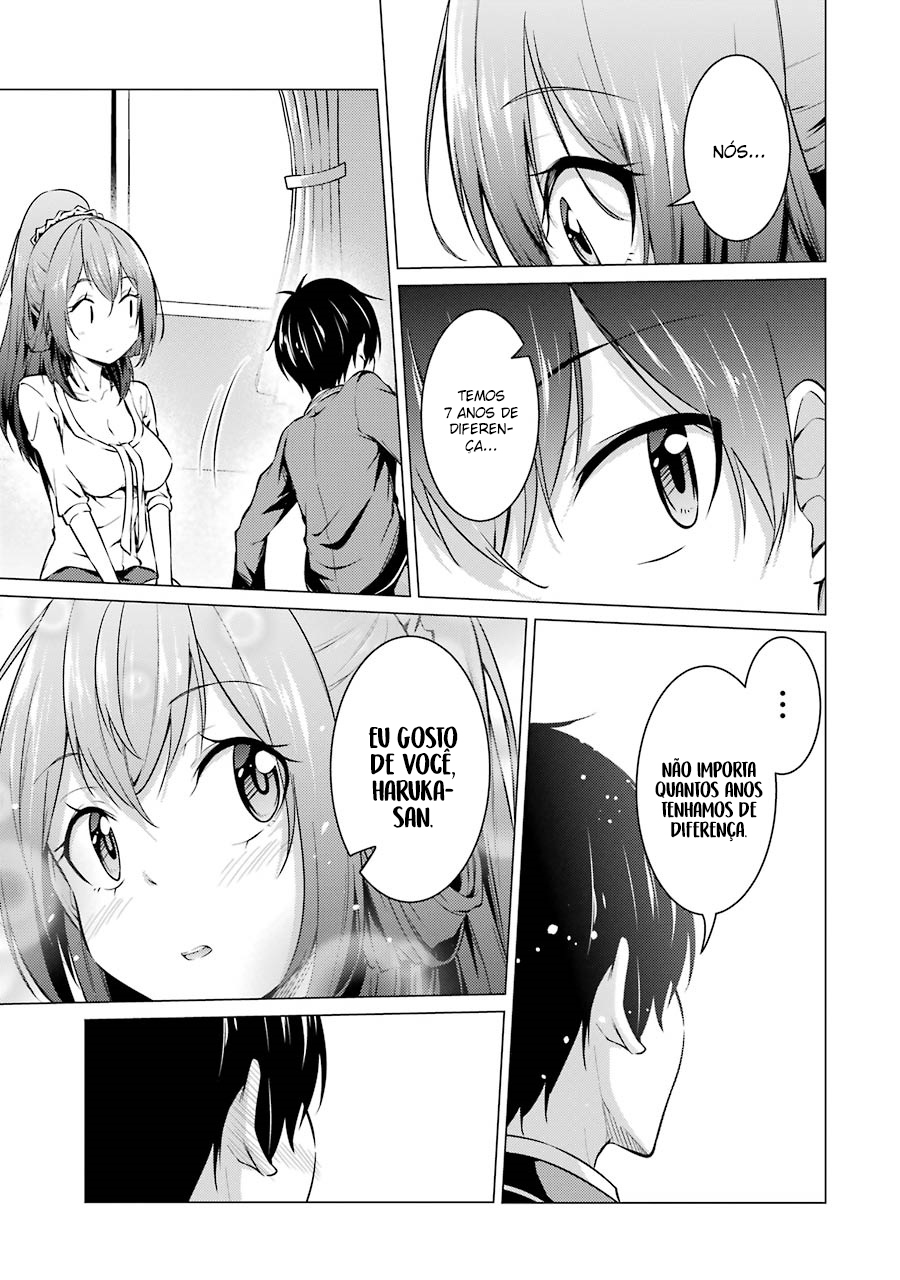 NÓS...
TEMOS
7 ANOS DE
DIFEREN-
ÇA...
...
NÃO IMPORTA
QUANTOS ANOS
TENHAMOS DE
DIFERENÇA.
EU GOSTO
DE VOCÊ,
HARUKA-
SAN.